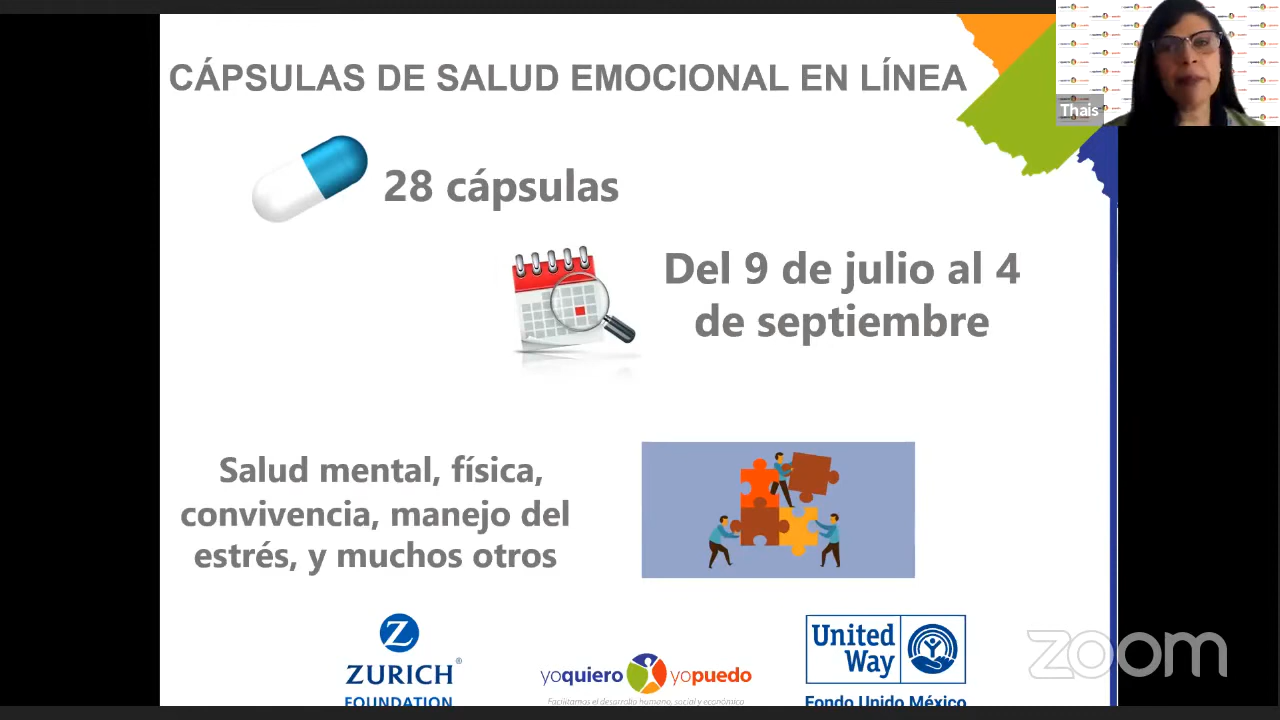 CÁPSULAS DE SALUD EMOCIONAL EN LÍNEA
Thais
28 cápsulas
Del 9 de julio al 4
de septiembre
Salud mental, física,
convivencia, manejo del
estrés, y muchos otros
Z
ZURICH®
FOUNDATION
yoquiero yopuedo
Facilitamos el desarrollo humano, social y económico
United
Way
Fondo Unido México
zoom